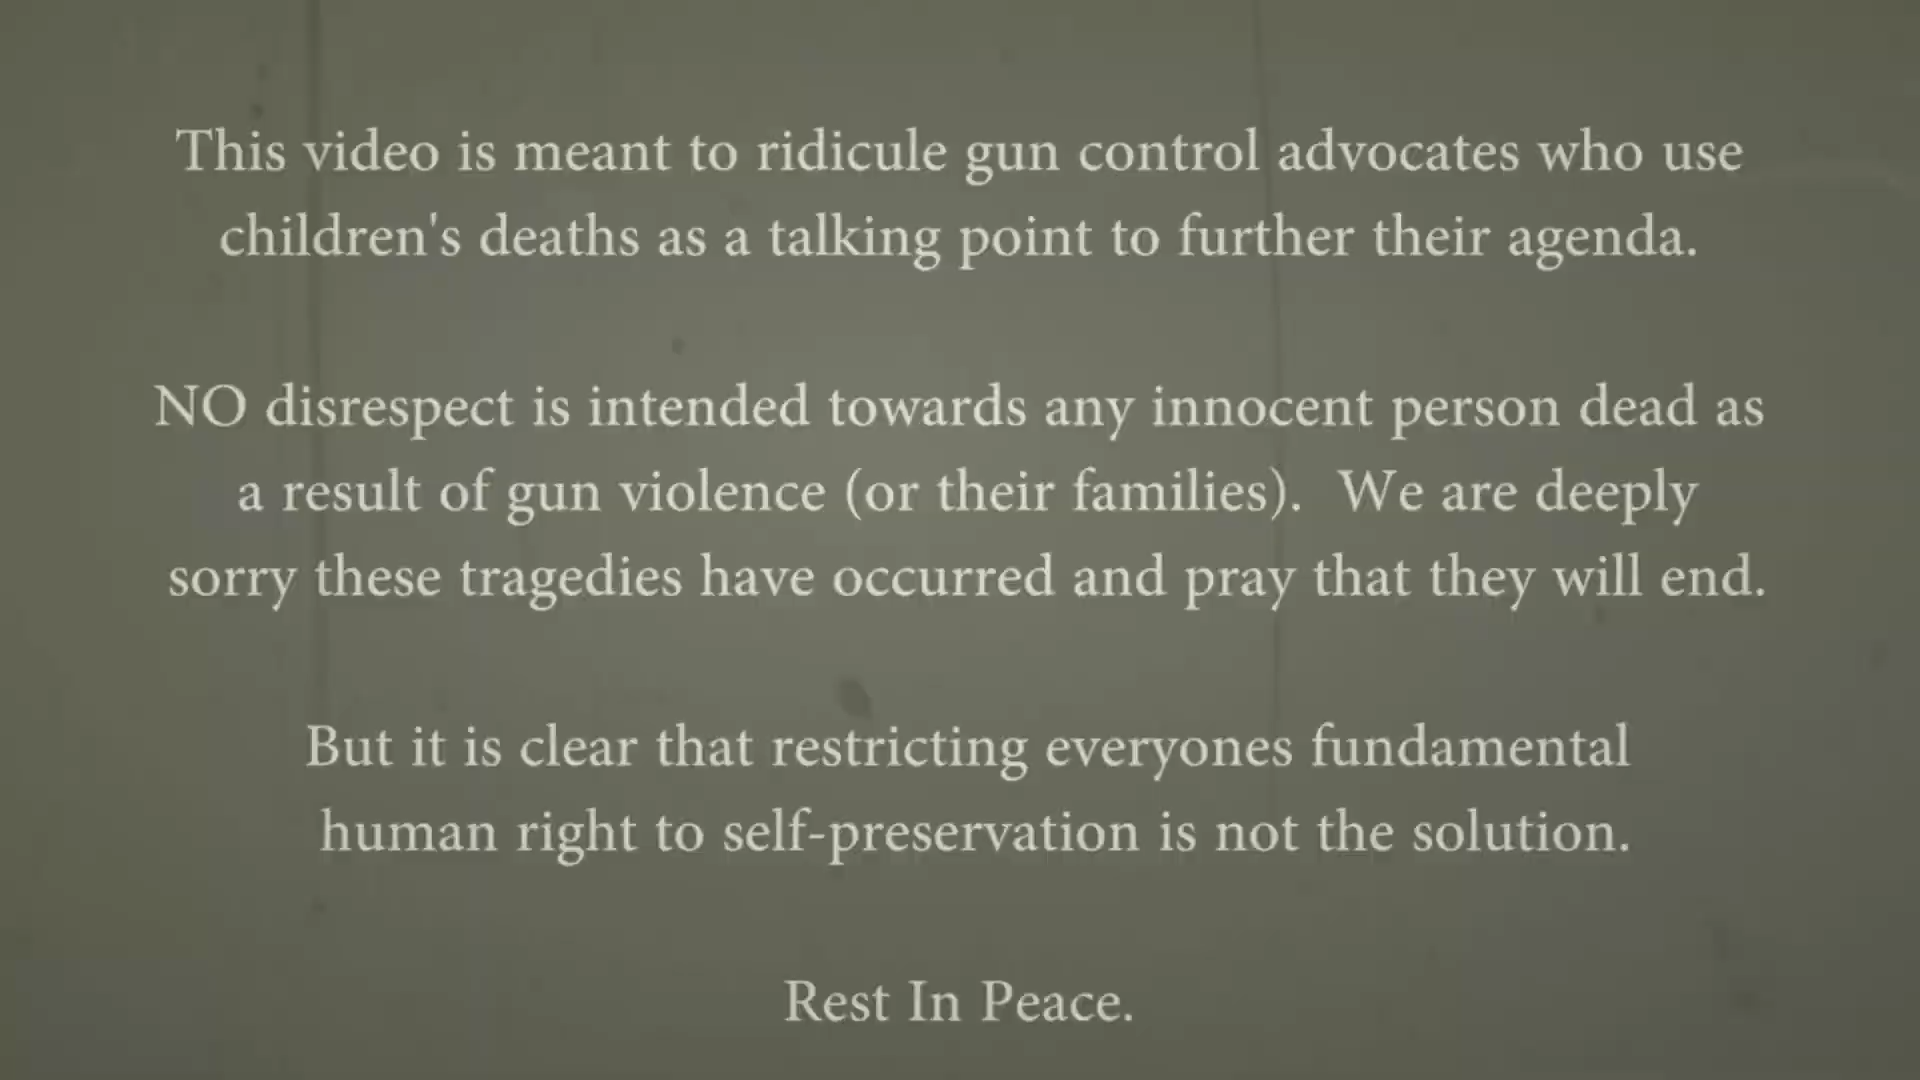 This video is meant to ridicule gun control advocates who use
children's deaths as a talking point to further their agenda.
NO disrespect is intended towards any innocent person dead as
a result of gun violence (or their families).  We are deeply
sorry these tragedies have occurred and pray that they will end.
But it is clear that restricting everyones fundamental
human right to self-preservation is not the solution.
Rest In Peace.